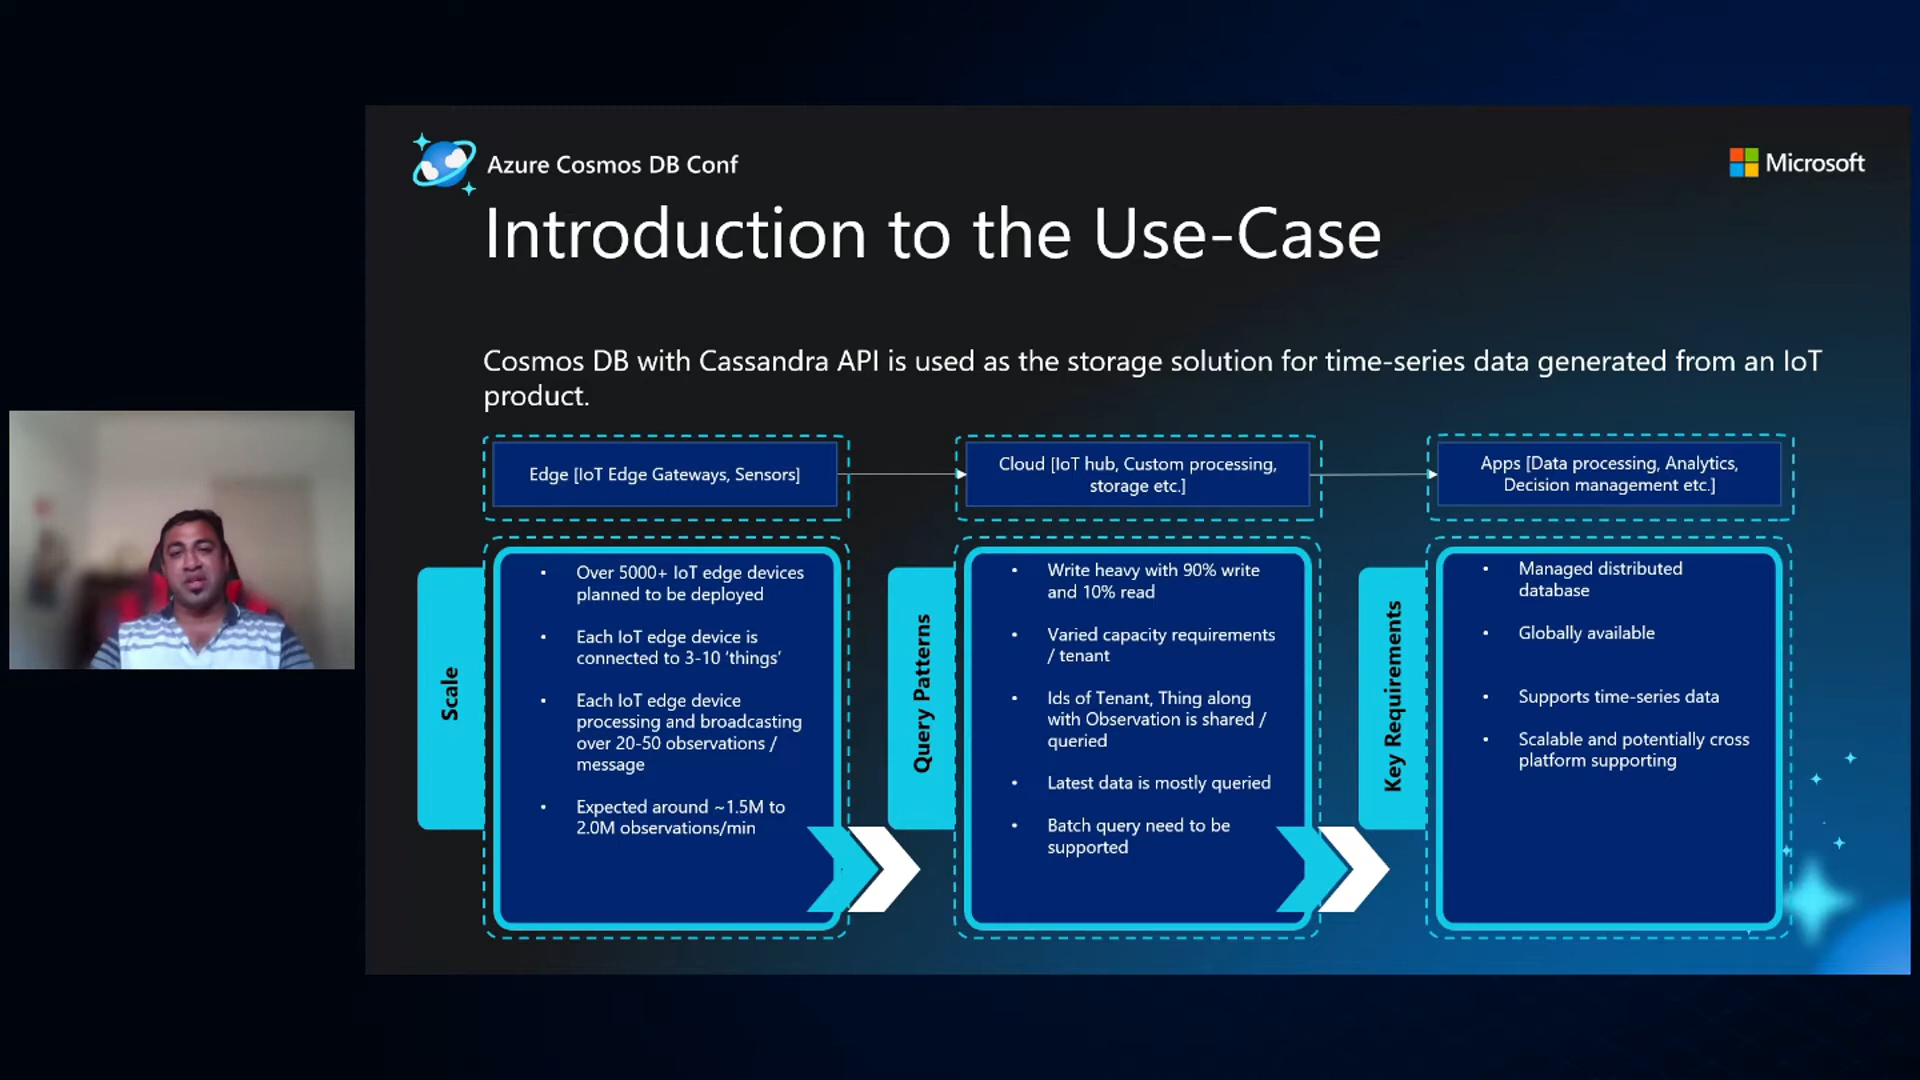 Azure Cosmos DB Conf
Microsoft
Introduction to the Use-Case
Cosmos DB with Cassandra API is used as the storage solution for time-series data generated from an IoT
product.
Edge [IoT Edge Gateways, Sensors]
Cloud [IoT hub, Custom processing,
storage etc.]
Apps [Data processing, Analytics,
Decision management etc.]
Scale
• Over 5000+ IoT edge devices
planned to be deployed
• Each IoT edge device is
connected to 3-10 ‘things’
• Each IoT edge device
processing and broadcasting
over 20-50 observations /
message
• Expected around ~1.5M to
2.0M observations/min
Query Patterns
• Write heavy with 90% write
and 10% read
• Varied capacity requirements
/ tenant
• Ids of Tenant, Thing along
with Observation is shared /
queried
• Latest data is mostly queried
• Batch query need to be
supported
Key Requirements
• Managed distributed
database
• Globally available
• Supports time-series data
• Scalable and potentially cross
platform supporting